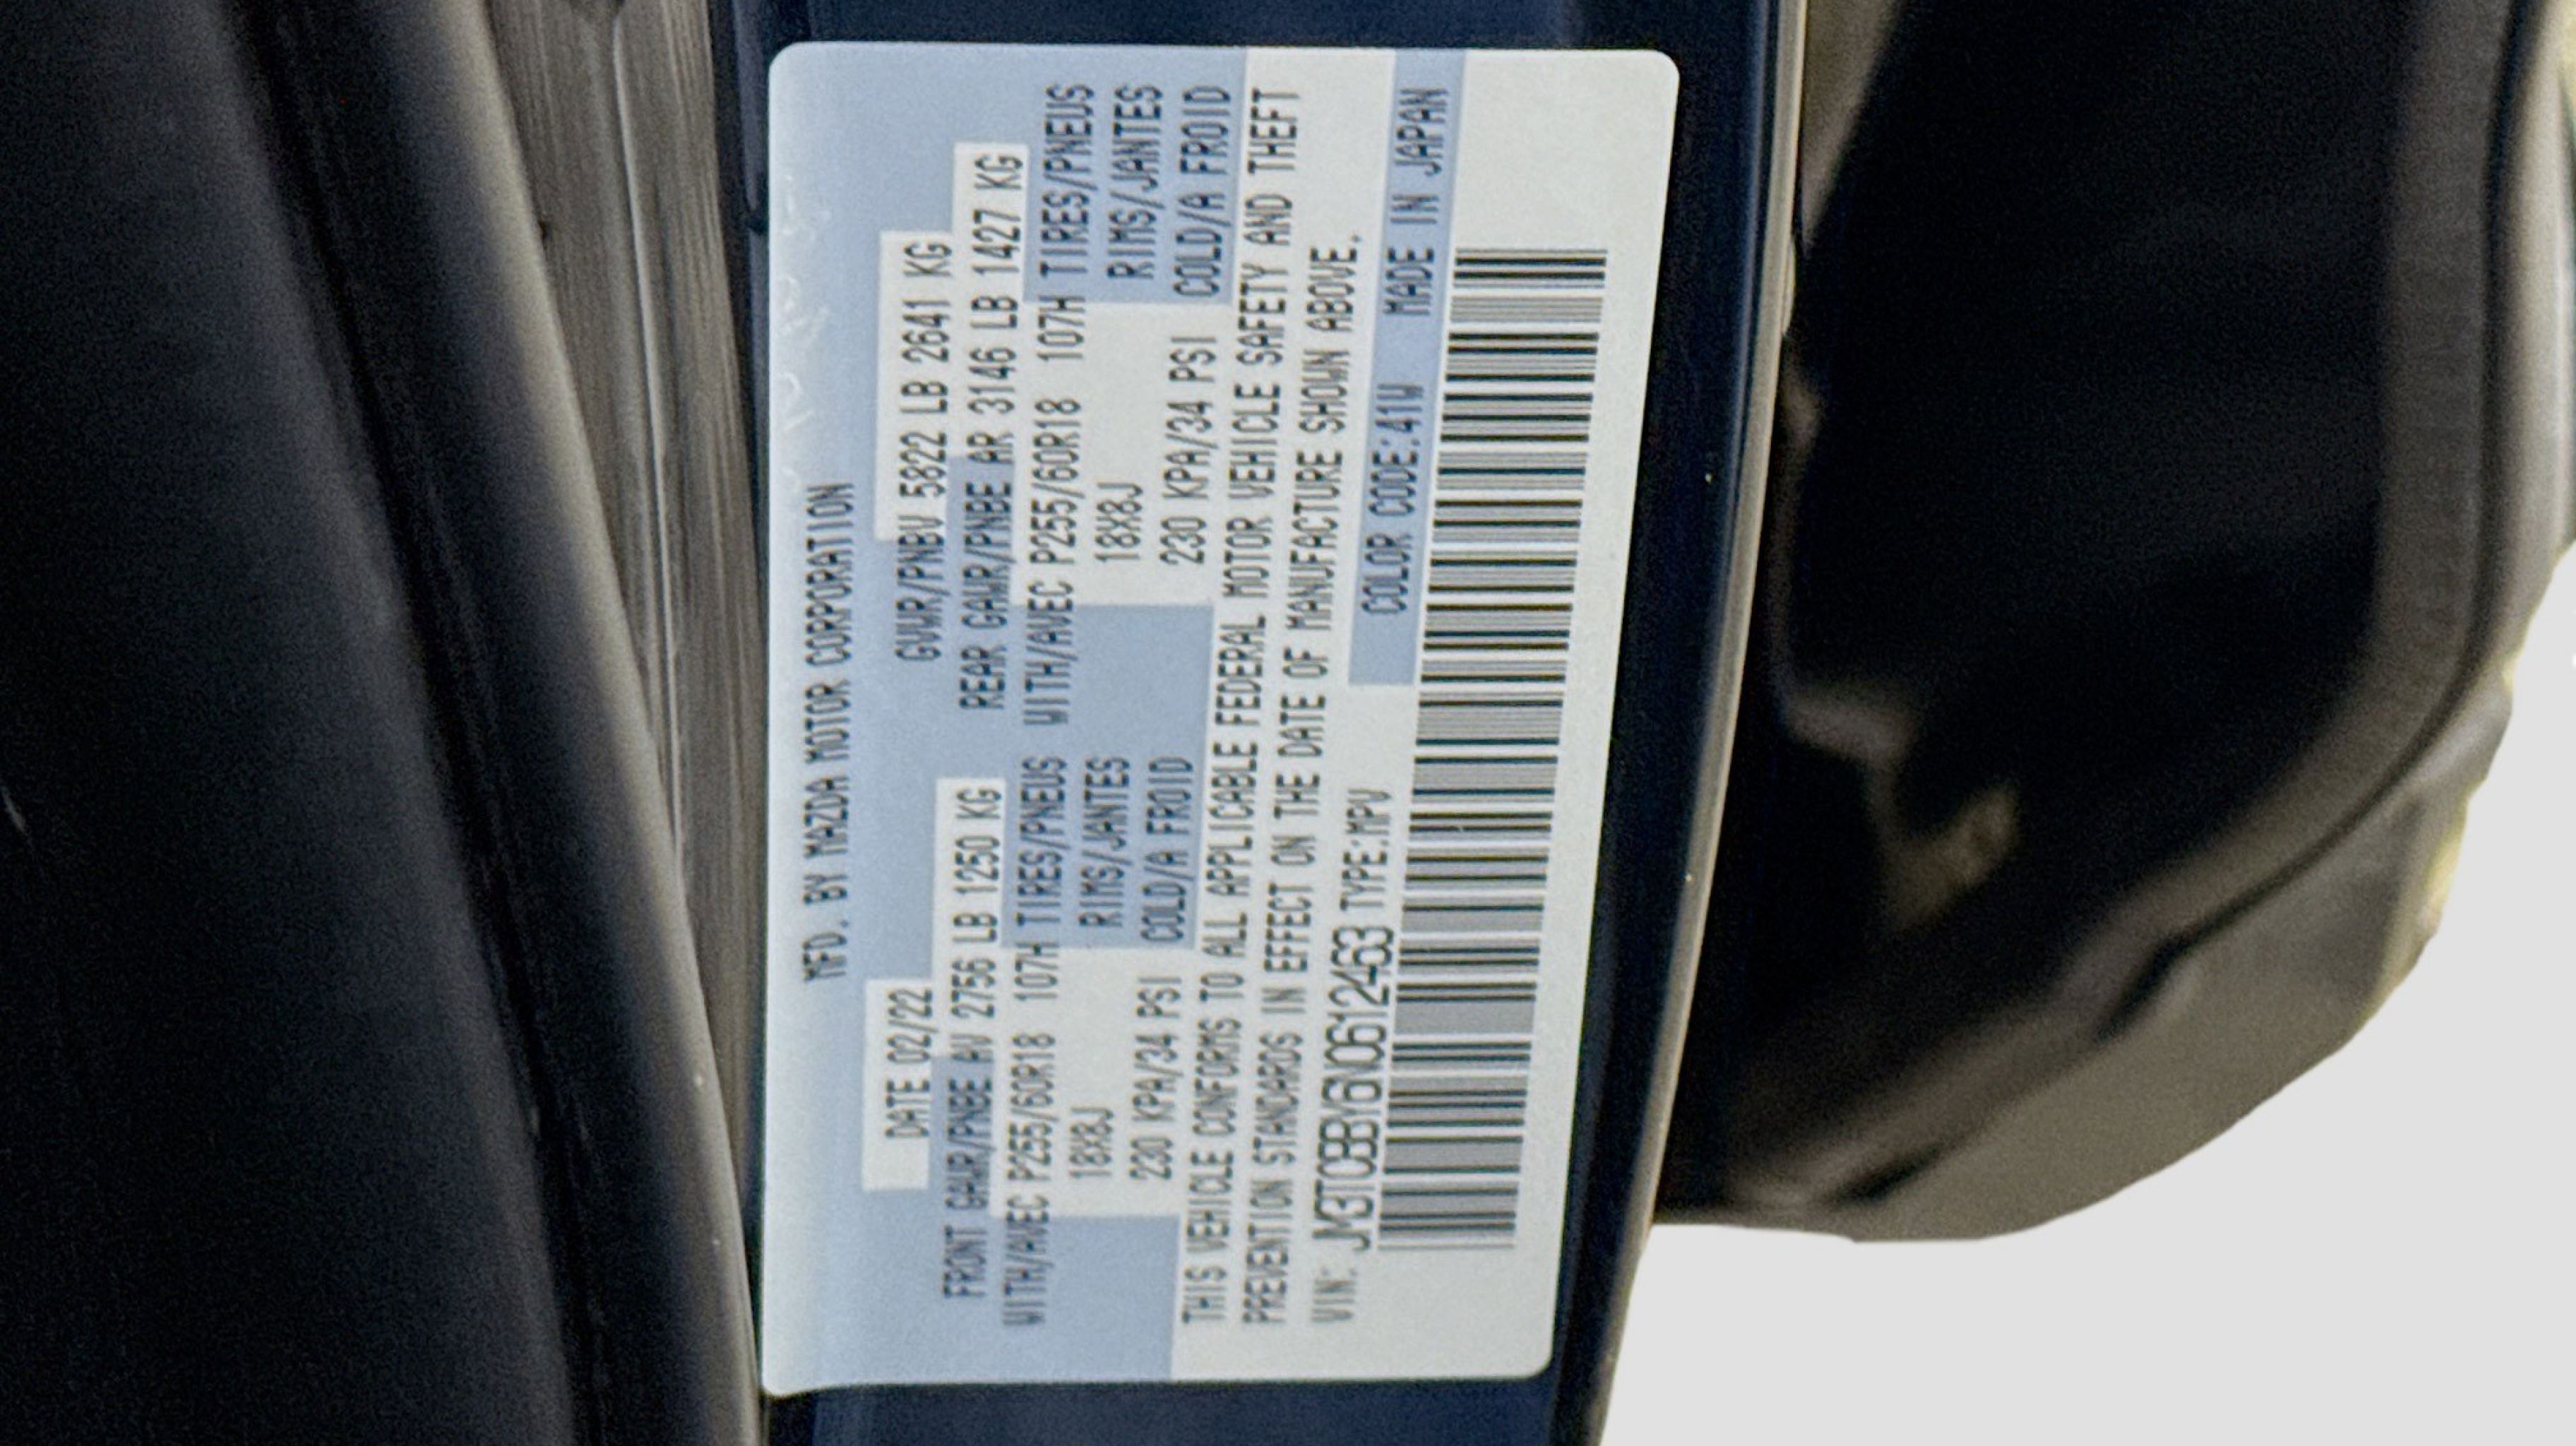 MFD. BY MAZDA MOTOR CORPORATION
DATE 02/22 GVWR/PNBV 5822 LB 2641 KG
FRONT GAWR/PNBE AV 2756 LB 1250 KG REAR GAWR/PNBE AR 3146 LB 1427 KG
WITH/AVEC P255/60R18 107H TIRES/PNEUS WITH/AVEC P255/60R18 107H TIRES/PNEUS
18X8J RIMS/JANTES 18X8J RIMS/JANTES
230 KPA/34 PSI COLD/A FROID 230 KPA/34 PSI COLD/A FROID
THIS VEHICLE CONFORMS TO ALL APPLICABLE FEDERAL MOTOR VEHICLE SAFETY AND THEFT
PREVENTION STANDARDS IN EFFECT ON THE DATE OF MANUFACTURE SHOWN ABOVE.
VIN: JM3TCBBY6N0612463 TYPE:MPV COLOR CODE:41W MADE IN JAPAN